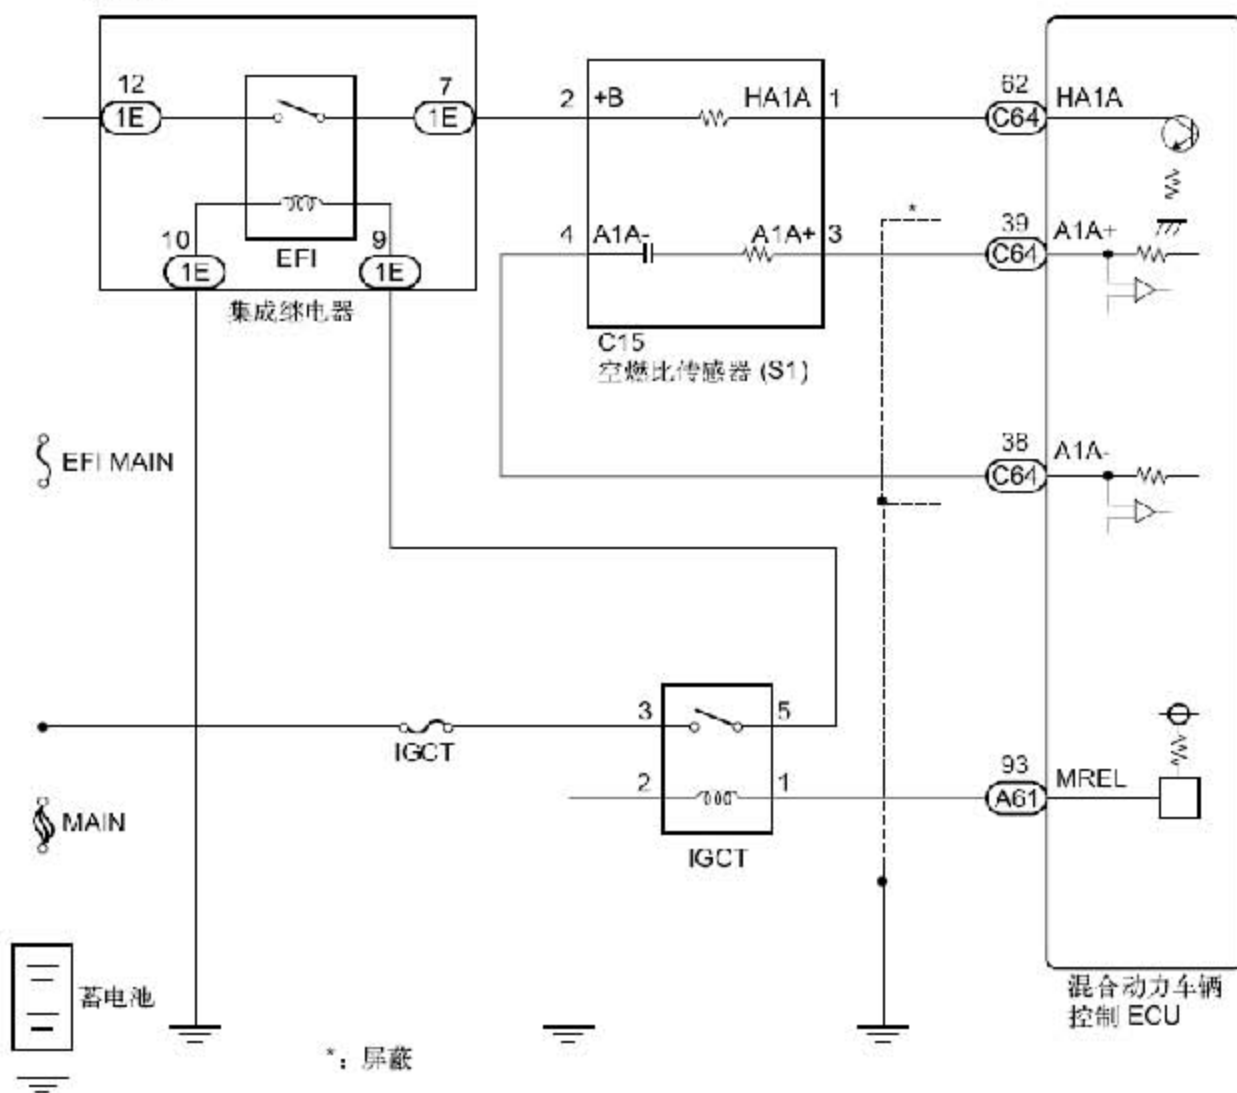 12
7
1E
1E
2
+B
HA1A
1
62
C64
HA1A
10
9
1E
EFI
1E
集成继电器
4
A1A-
A1A+
3
*
39
C64
A1A+
C15
空燃比传感器 (S1)
EFI MAIN
38
C64
A1A-
3
5
IGCT
2
1
93
A61
MREL
IGCT
MAIN
蓄电池
混合动力车辆
控制 ECU
*：屏蔽